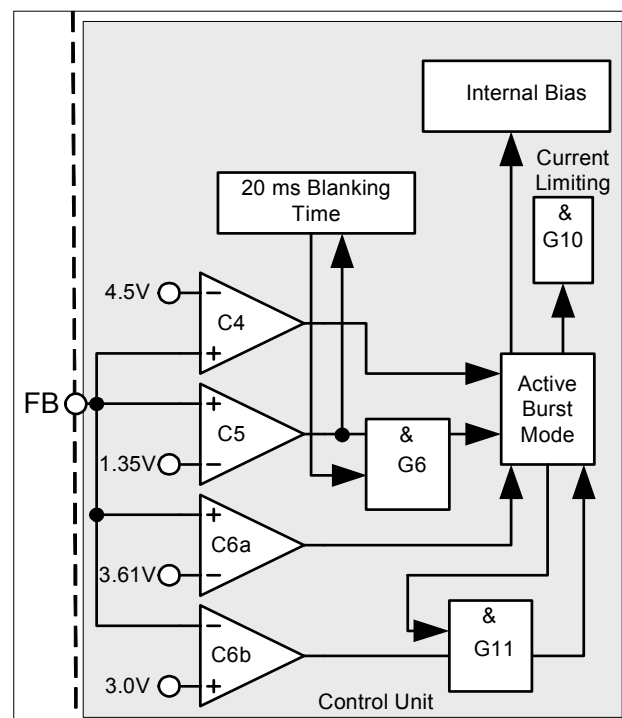 Internal Bias
Current
Limiting
20 ms Blanking
Time
&
G10
4.5V
−
C4
+
FB
+
C5
1.35V
−
&
G6
Active
Burst
Mode
+
C6a
3.61V
−
−
C6b
3.0V
+
&
G11
Control Unit